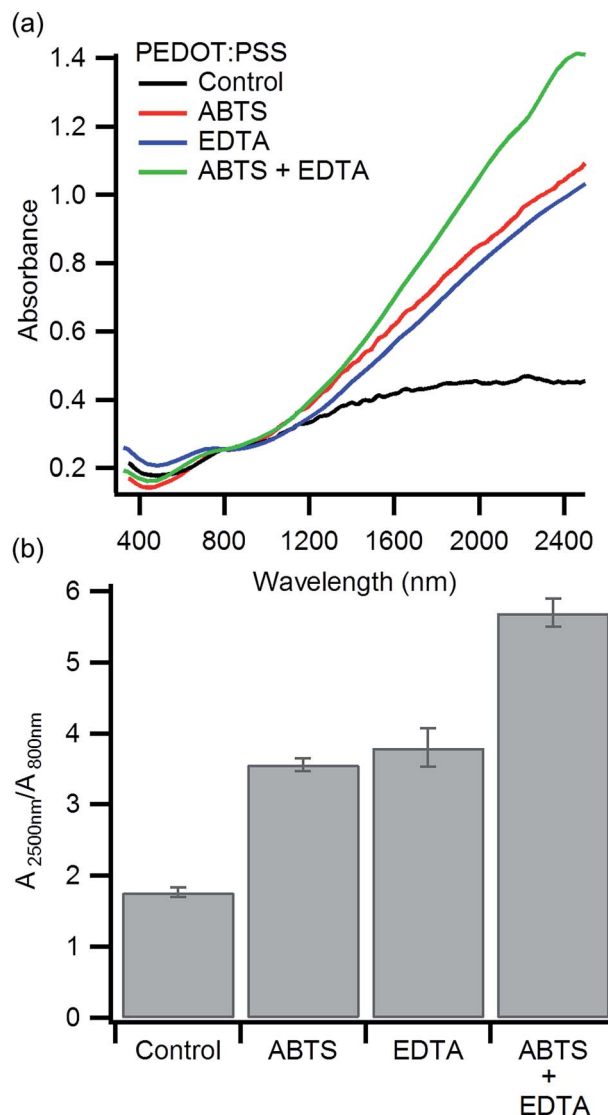 (a)
PEDOT:PSS
Control
ABTS
EDTA
ABTS + EDTA
1.4
1.2
1.0
0.8
0.6
0.4
0.2
Absorbance
400 800 1200 1600 2000 2400
Wavelength (nm)
(b)
6
5
4
3
2
1
0
A 2500nm/A 800nm
Control ABTS EDTA ABTS
+
EDTA